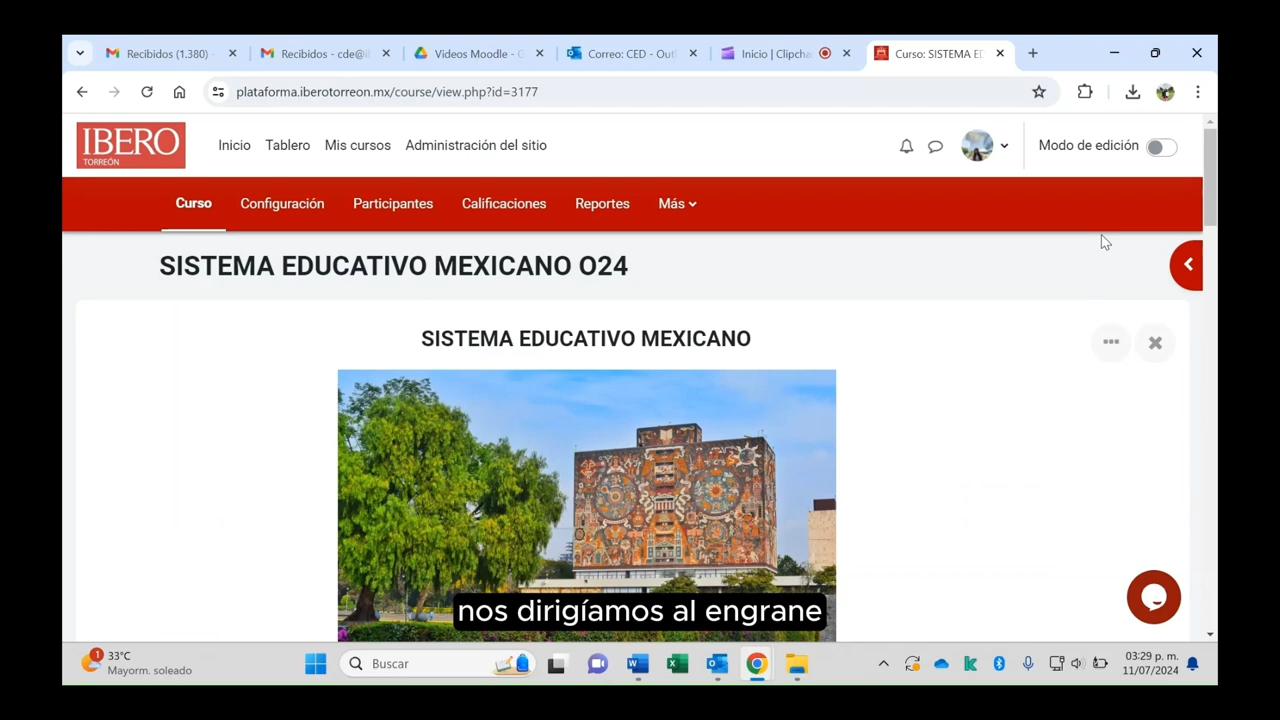 Recibidos (1,380) -
Recibidos - cde@i
Videos Moodle - G
Correo: CED - Outl
Inicio | Clipcha
Curso: SISTEMA ED
plataforma.iberotorreon.mx/course/view.php?id=3177
IBERO
TORREÓN
Inicio
Tablero
Mis cursos
Administración del sitio
Modo de edición
Curso
Configuración
Participantes
Calificaciones
Reportes
Más
SISTEMA EDUCATIVO MEXICANO O24
SISTEMA EDUCATIVO MEXICANO
nos dirigíamos al engrane
1
33°C
Mayorm. soleado
Buscar
03:29 p. m.
11/07/2024